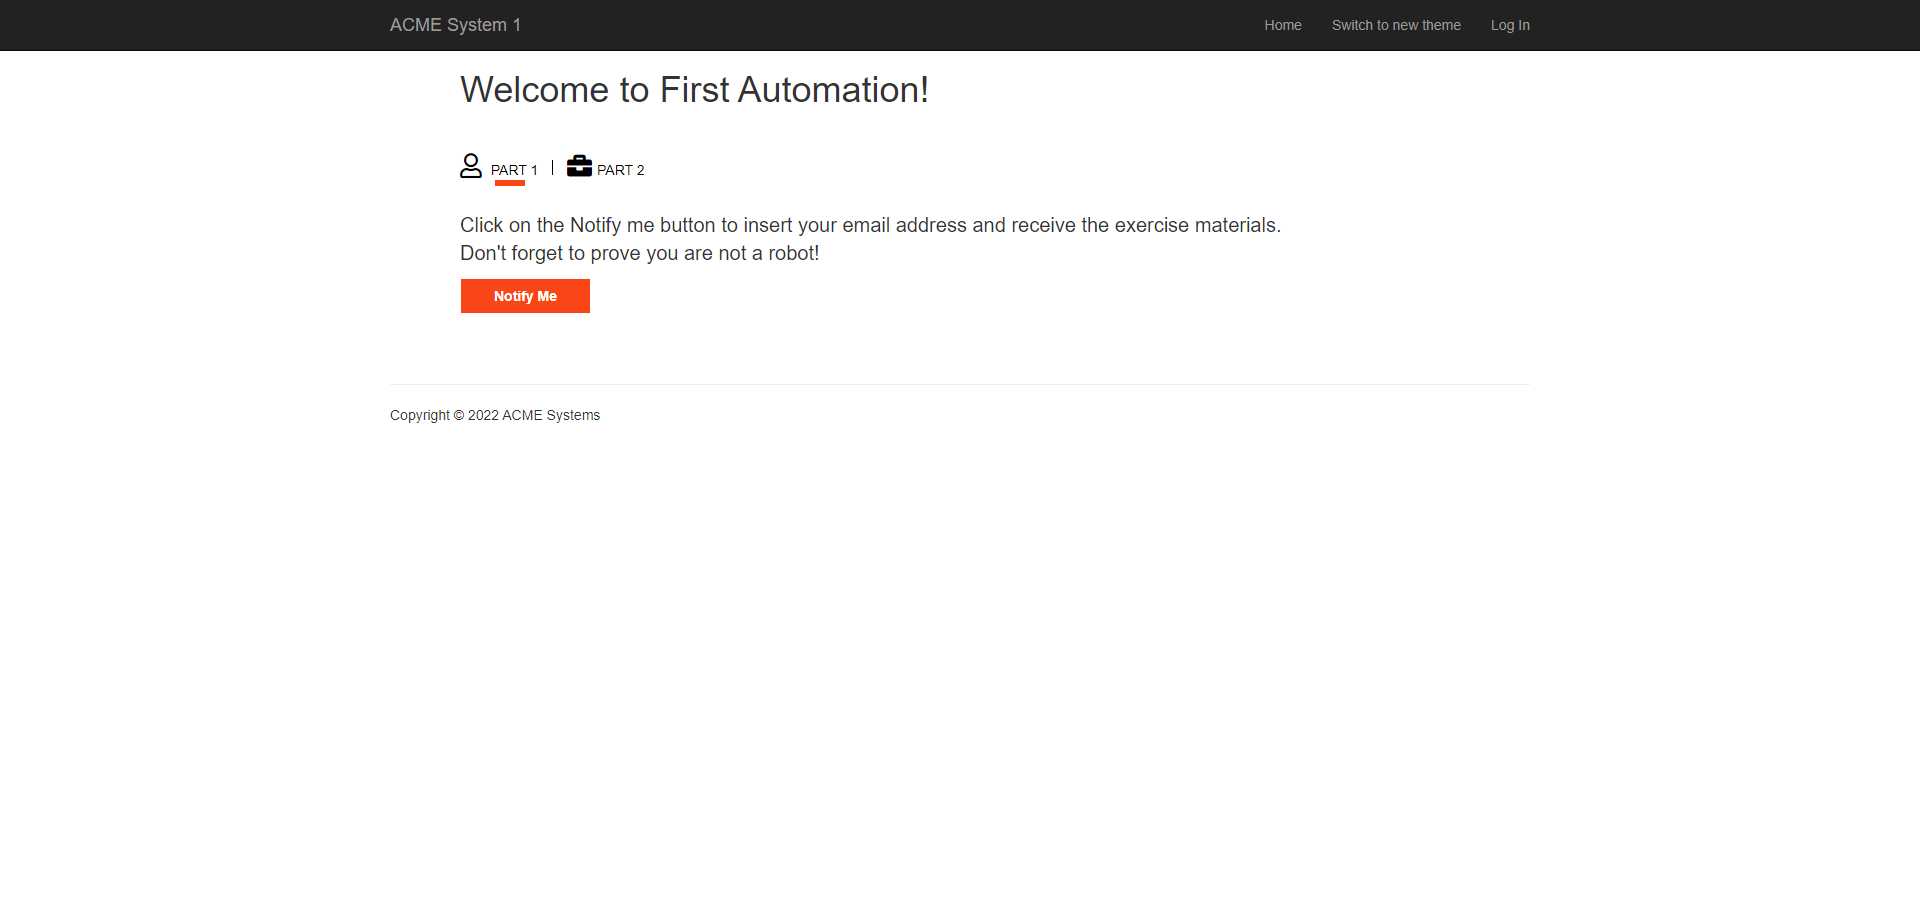 ACME System 1
Home
Switch to new theme
Log In
Welcome to First Automation!
PART 1
PART 2
Click on the Notify me button to insert your email address and receive the exercise materials.
Don't forget to prove you are not a robot!
Notify Me
Copyright © 2022 ACME Systems